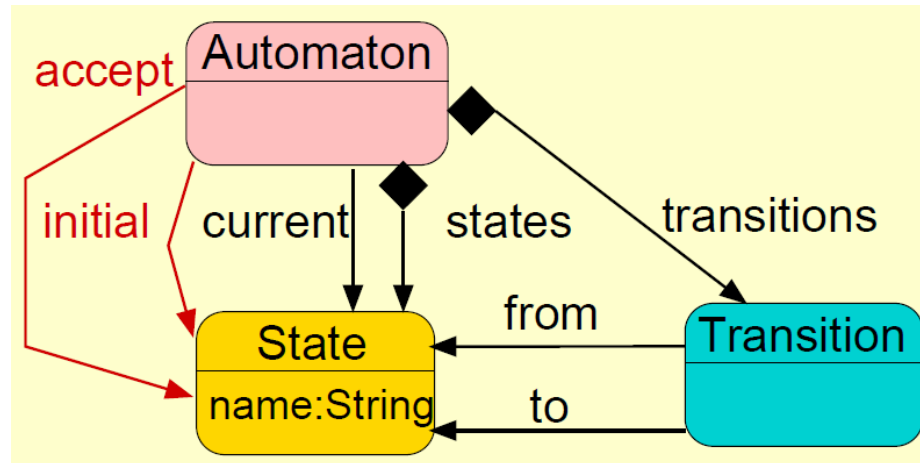 Automaton
accept
initial
current
states
transitions
from
State
Transition
name:String
to